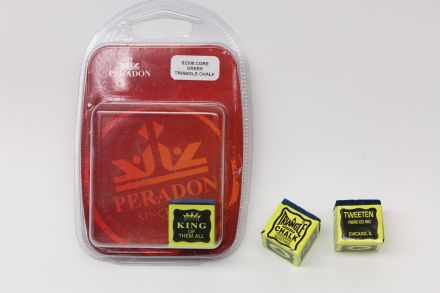 PERADON
S2306.CGRE
GREEN
TRIANGLE CHALK
PERADON
SINCE
KING
OF
THEM ALL
TRIANGLE
CHALK
TWEETEN
FIBRE CO INC
CHICAGO, IL